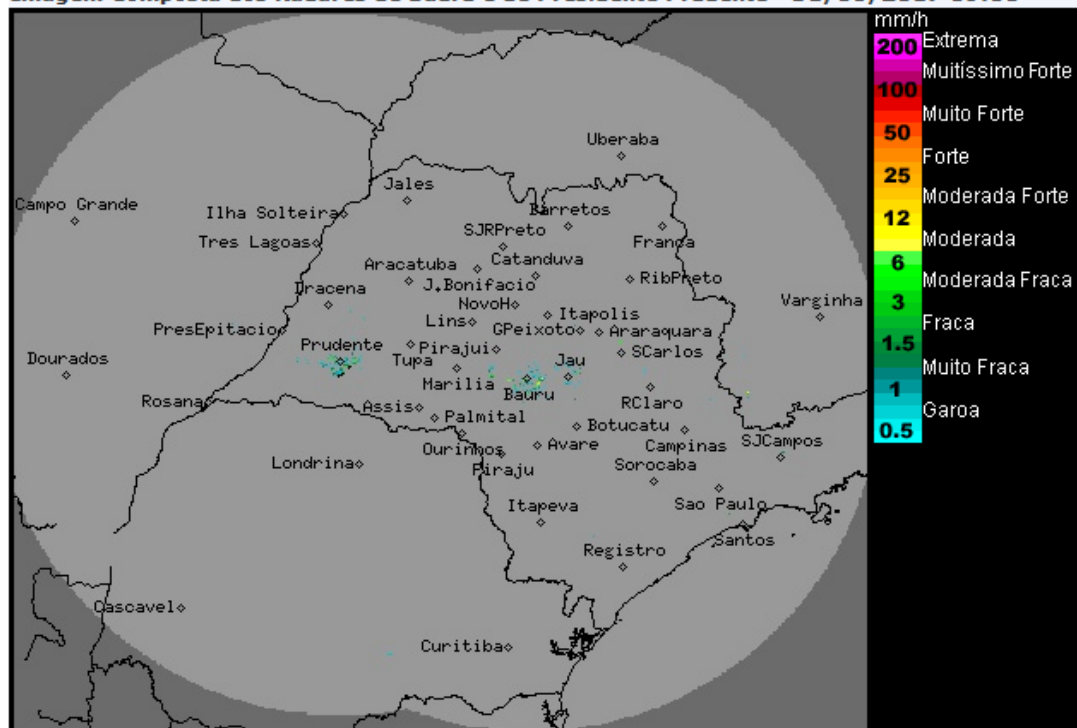 mm/h
200 Extrema
Muitíssimo Forte
100
Muito Forte
50
Forte
25
Moderada Forte
12
Moderada
6
Moderada Fraca
3
Fraca
1.5
Muito Fraca
1
Garoa
0.5
Uberaba
Jales
Campo Grande
Ilha Solteira
Barretos
Tres Lagoas
SJRPreto
Franca
Aracatuba
Catanduva
Dracena
J.Bonifacio
RibPreto
NovoH
Varginha
PresEpitacio
Lins
Itapolis
GPeixoto
Araraquara
Prudente
Dourados
Tupa
Pirajui
Jau
SCarlos
Marilia
Bauru
Rosana
Assis
Palmital
RClaro
Botucatu
Ourinhos
Avare
Campinas
SJCampos
Londrina
Piraju
Sorocaba
Itapeva
Sao Paulo
Santos
Registro
Cascavel
Curitiba